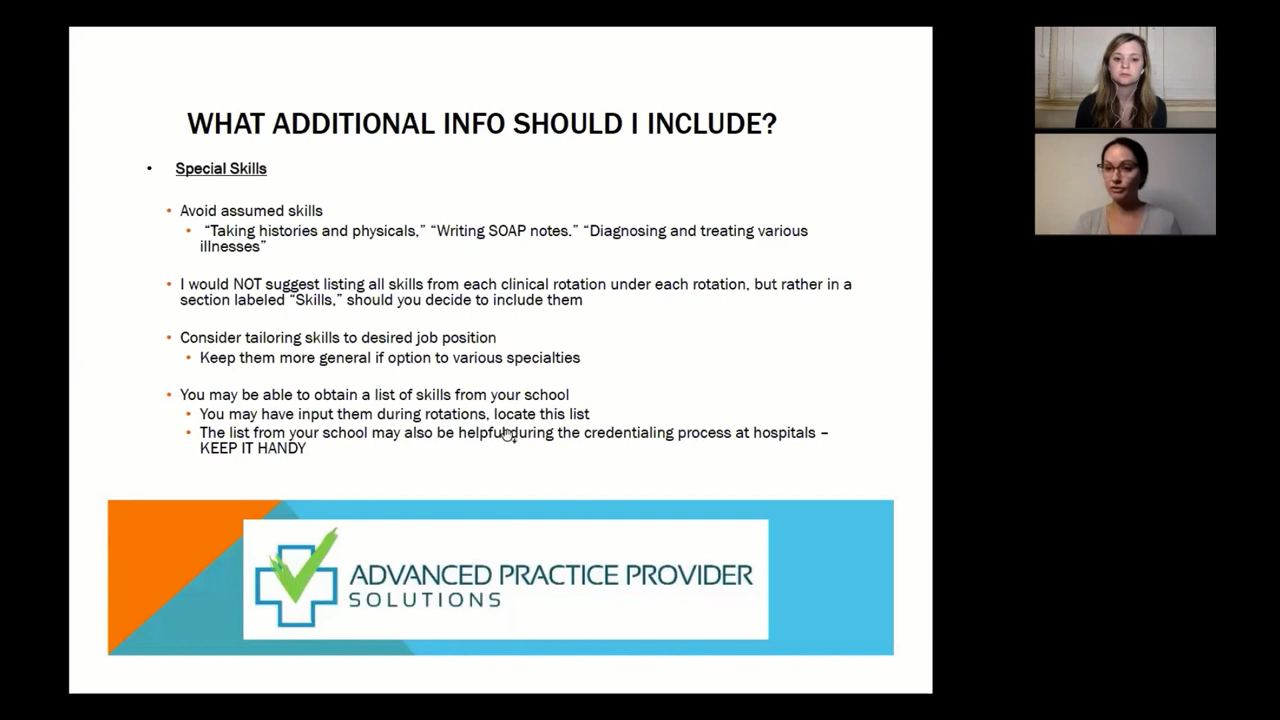 WHAT ADDITIONAL INFO SHOULD I INCLUDE?
• Special Skills
• Avoid assumed skills
• “Taking histories and physicals,” “Writing SOAP notes.” “Diagnosing and treating various
illnesses”
• I would NOT suggest listing all skills from each clinical rotation under each rotation, but rather in a
section labeled “Skills,” should you decide to include them
• Consider tailoring skills to desired job position
• Keep them more general if option to various specialties
• You may be able to obtain a list of skills from your school
• You may have input them during rotations, locate this list
• The list from your school may also be helpful during the credentialing process at hospitals –
KEEP IT HANDY
ADVANCED PRACTICE PROVIDER
SOLUTIONS